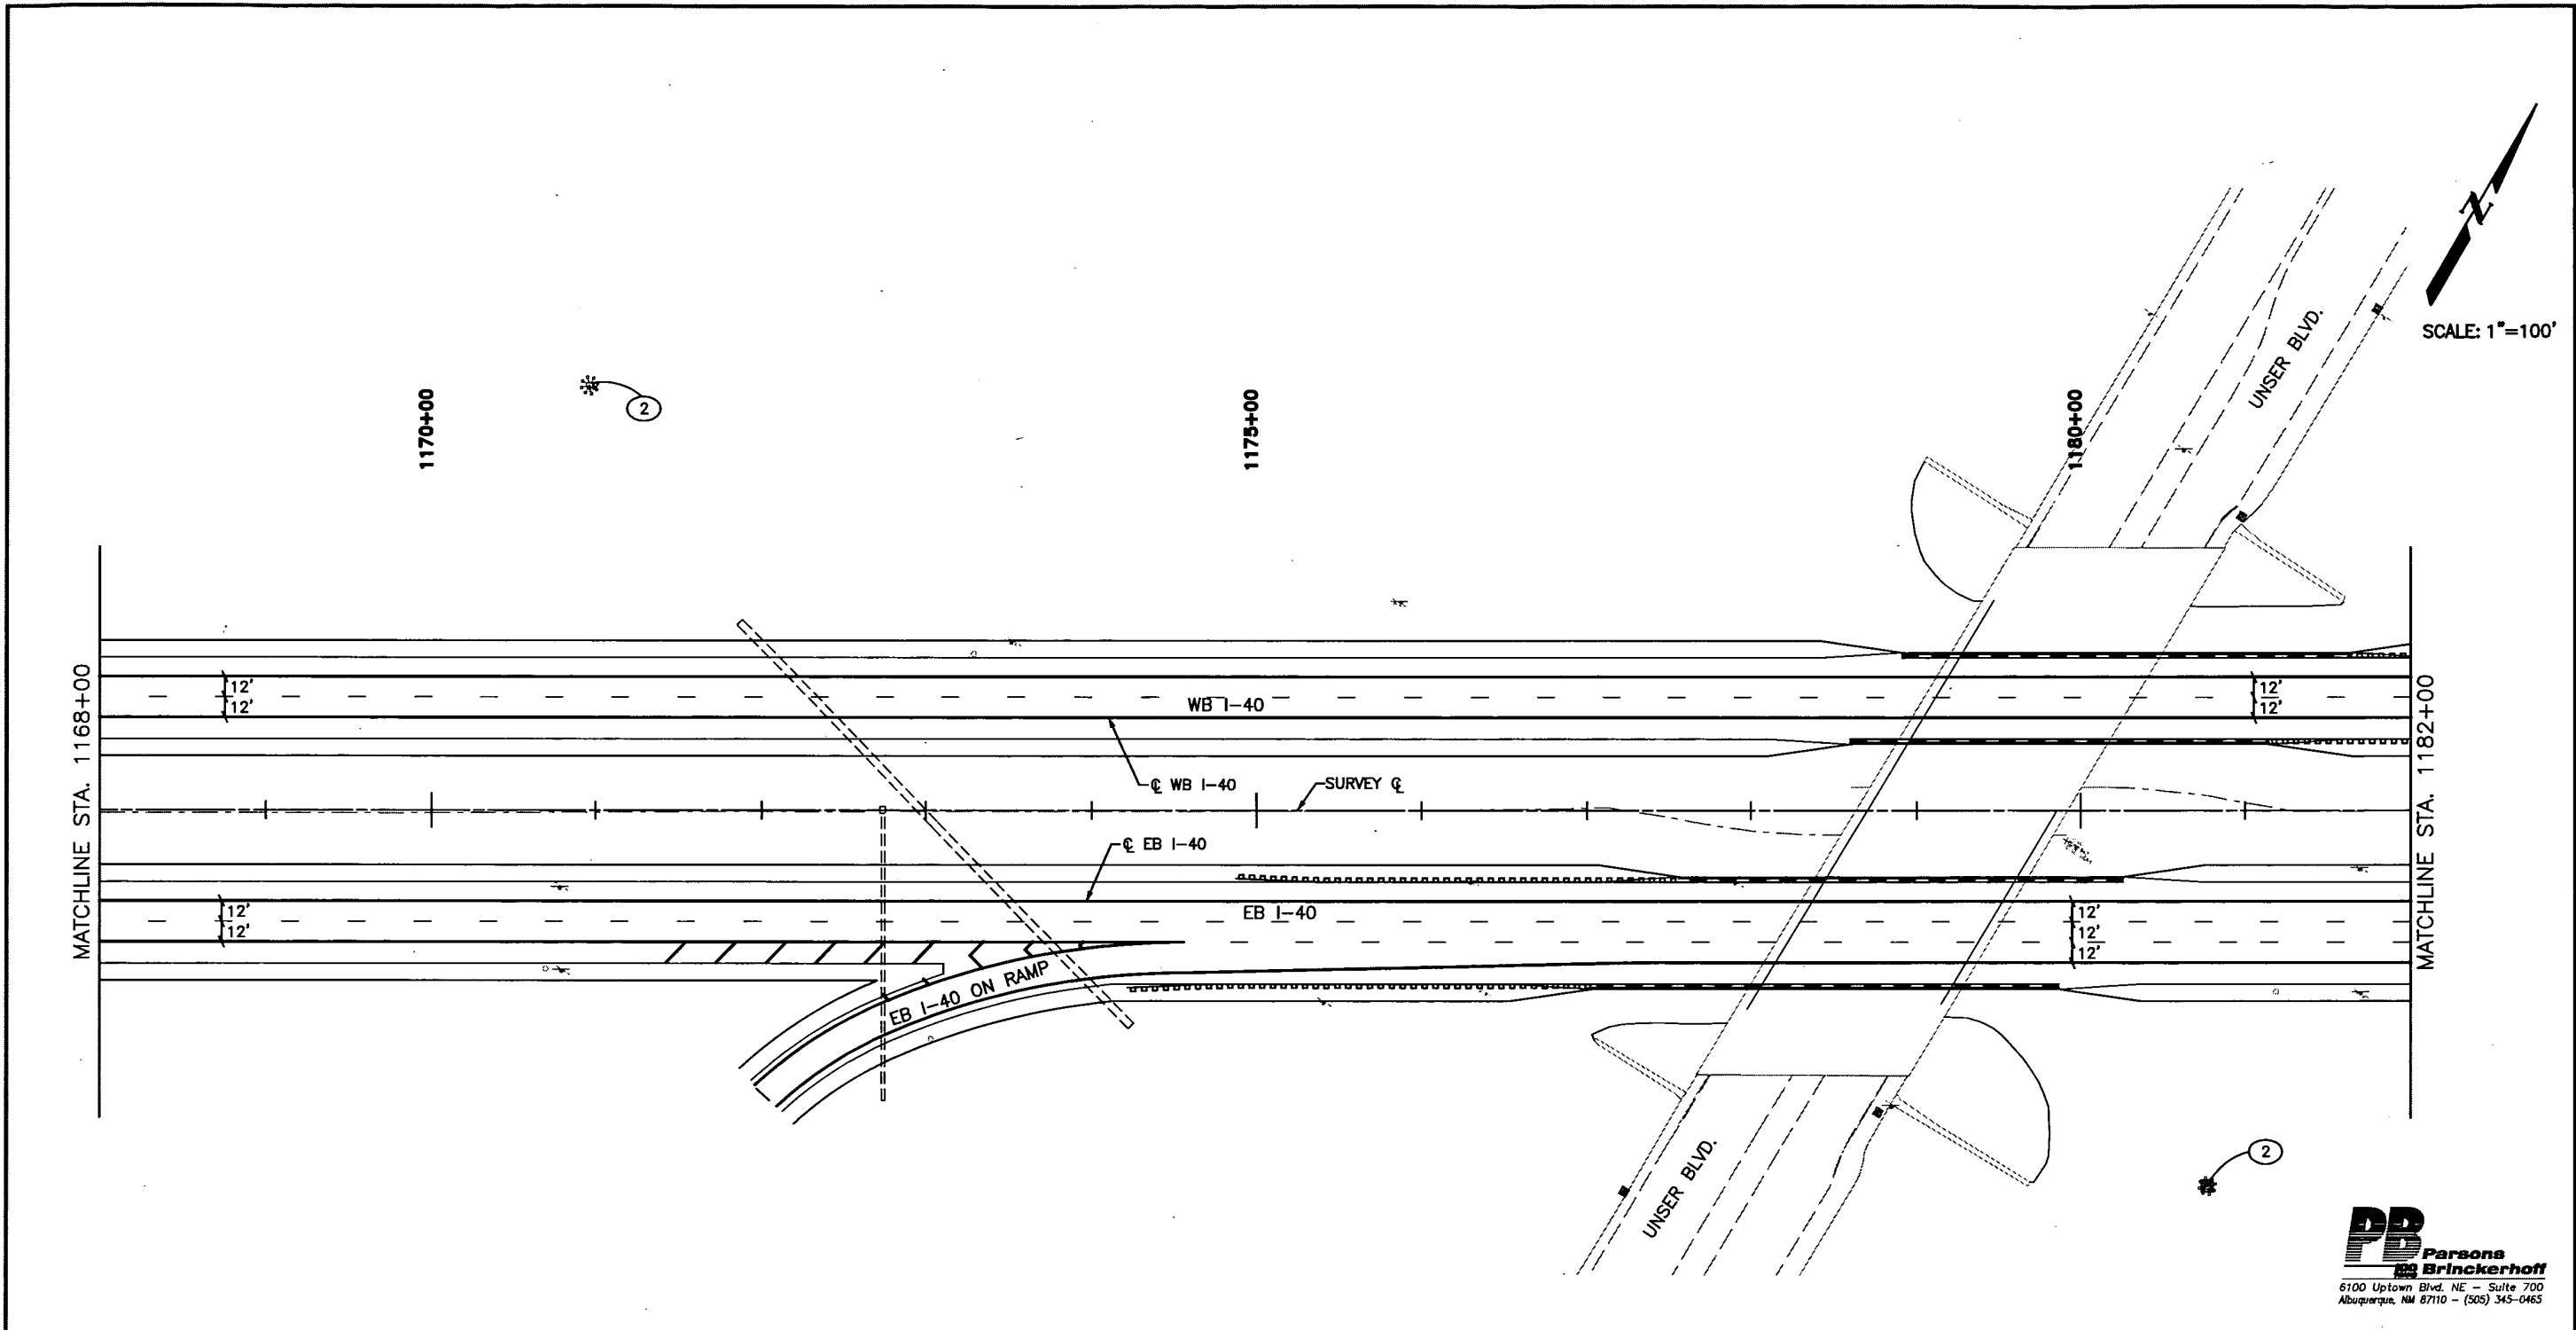 SCALE: 1"=100'
UNSER BLVD.
2
1170+00
1175+00
1180+00
MATCHLINE STA. 1168+00
12'
12'
WB I-40
12'
12'
MATCHLINE STA. 1182+00
℄ WB I-40
SURVEY ℄
℄ EB I-40
12'
12'
EB I-40
12'
12'
12'
EB I-40 ON RAMP
UNSER BLVD.
2
N
PB
Parsons
100 Brinckerhoff
6100 Uptown Blvd. NE – Suite 700
Albuquerque, NM 87110 – (505) 345-0465